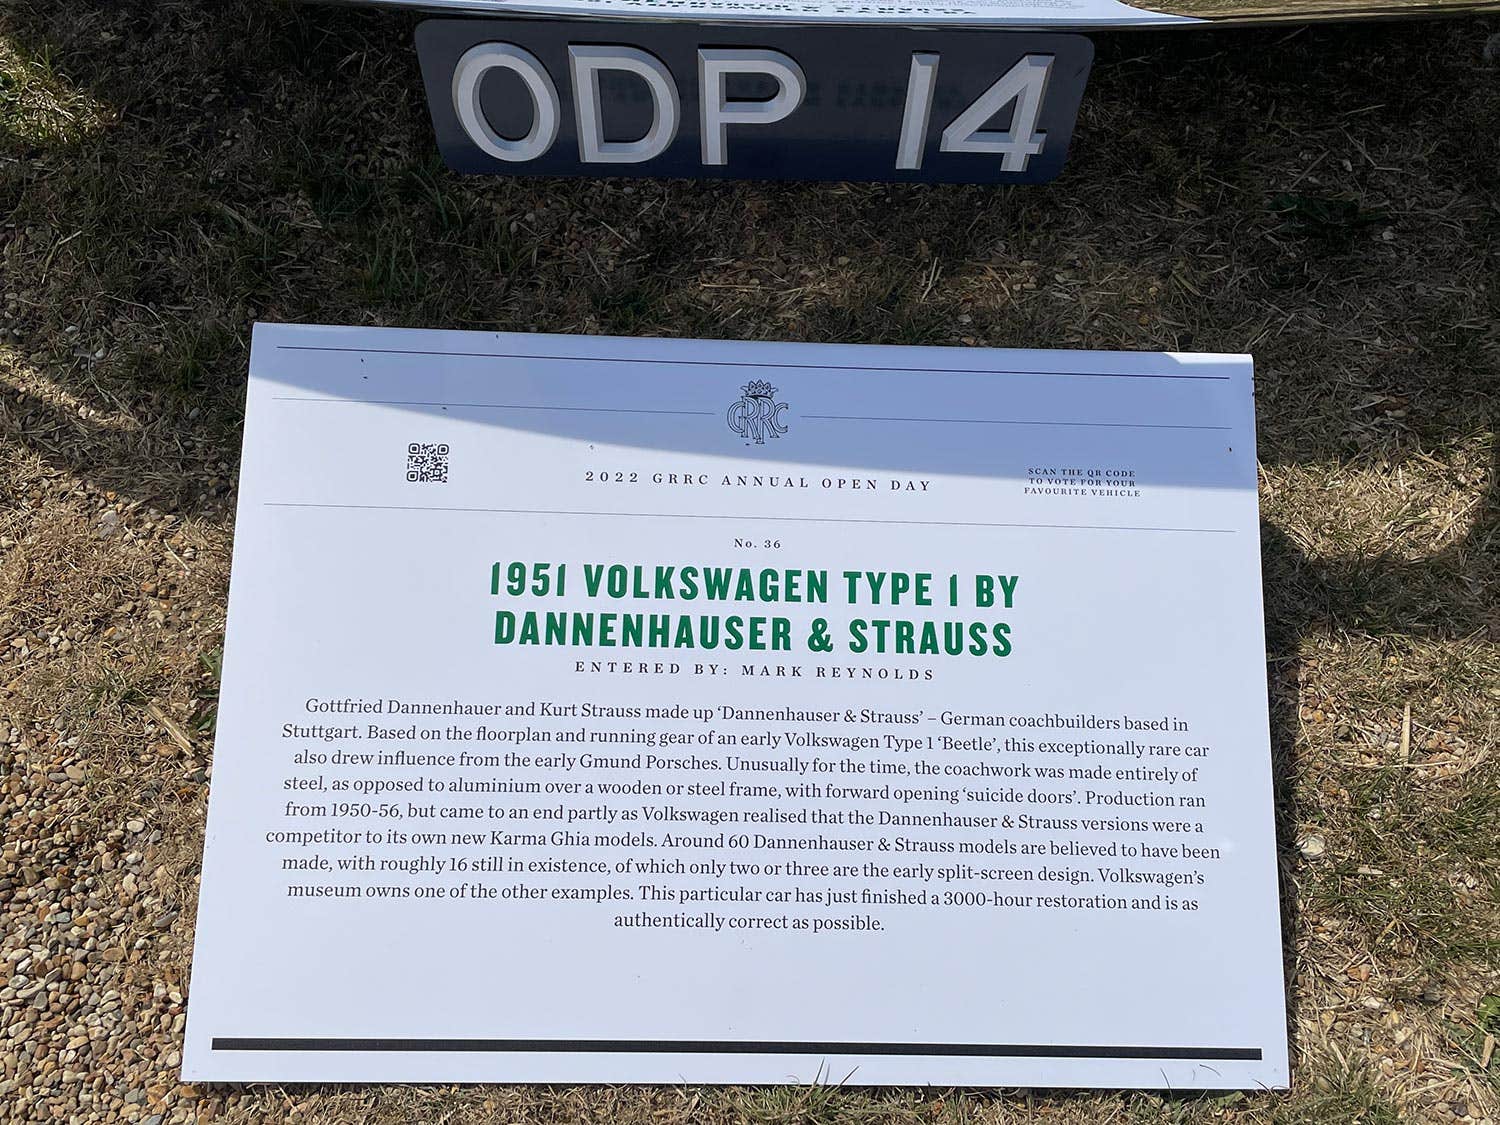 ODP 14
GRRC
2022 GRRC ANNUAL OPEN DAY
SCAN THE QR CODE
TO VOTE FOR YOUR
FAVOURITE VEHICLE
No. 36
1951 VOLKSWAGEN TYPE 1 BY
DANNENHAUSER & STRAUSS
ENTERED BY: MARK REYNOLDS
Gottfried Dannenhauer and Kurt Strauss made up ‘Dannenhauser & Strauss’ – German coachbuilders based in
Stuttgart. Based on the floorplan and running gear of an early Volkswagen Type 1 ‘Beetle’, this exceptionally rare car
also drew influence from the early Gmund Porsches. Unusually for the time, the coachwork was made entirely of
steel, as opposed to aluminium over a wooden or steel frame, with forward opening ‘suicide doors’. Production ran
from 1950-56, but came to an end partly as Volkswagen realised that the Dannenhauser & Strauss versions were a
competitor to its own new Karma Ghia models. Around 60 Dannenhauser & Strauss models are believed to have been
made, with roughly 16 still in existence, of which only two or three are the early split-screen design. Volkswagen’s
museum owns one of the other examples. This particular car has just finished a 3000-hour restoration and is as
authentically correct as possible.